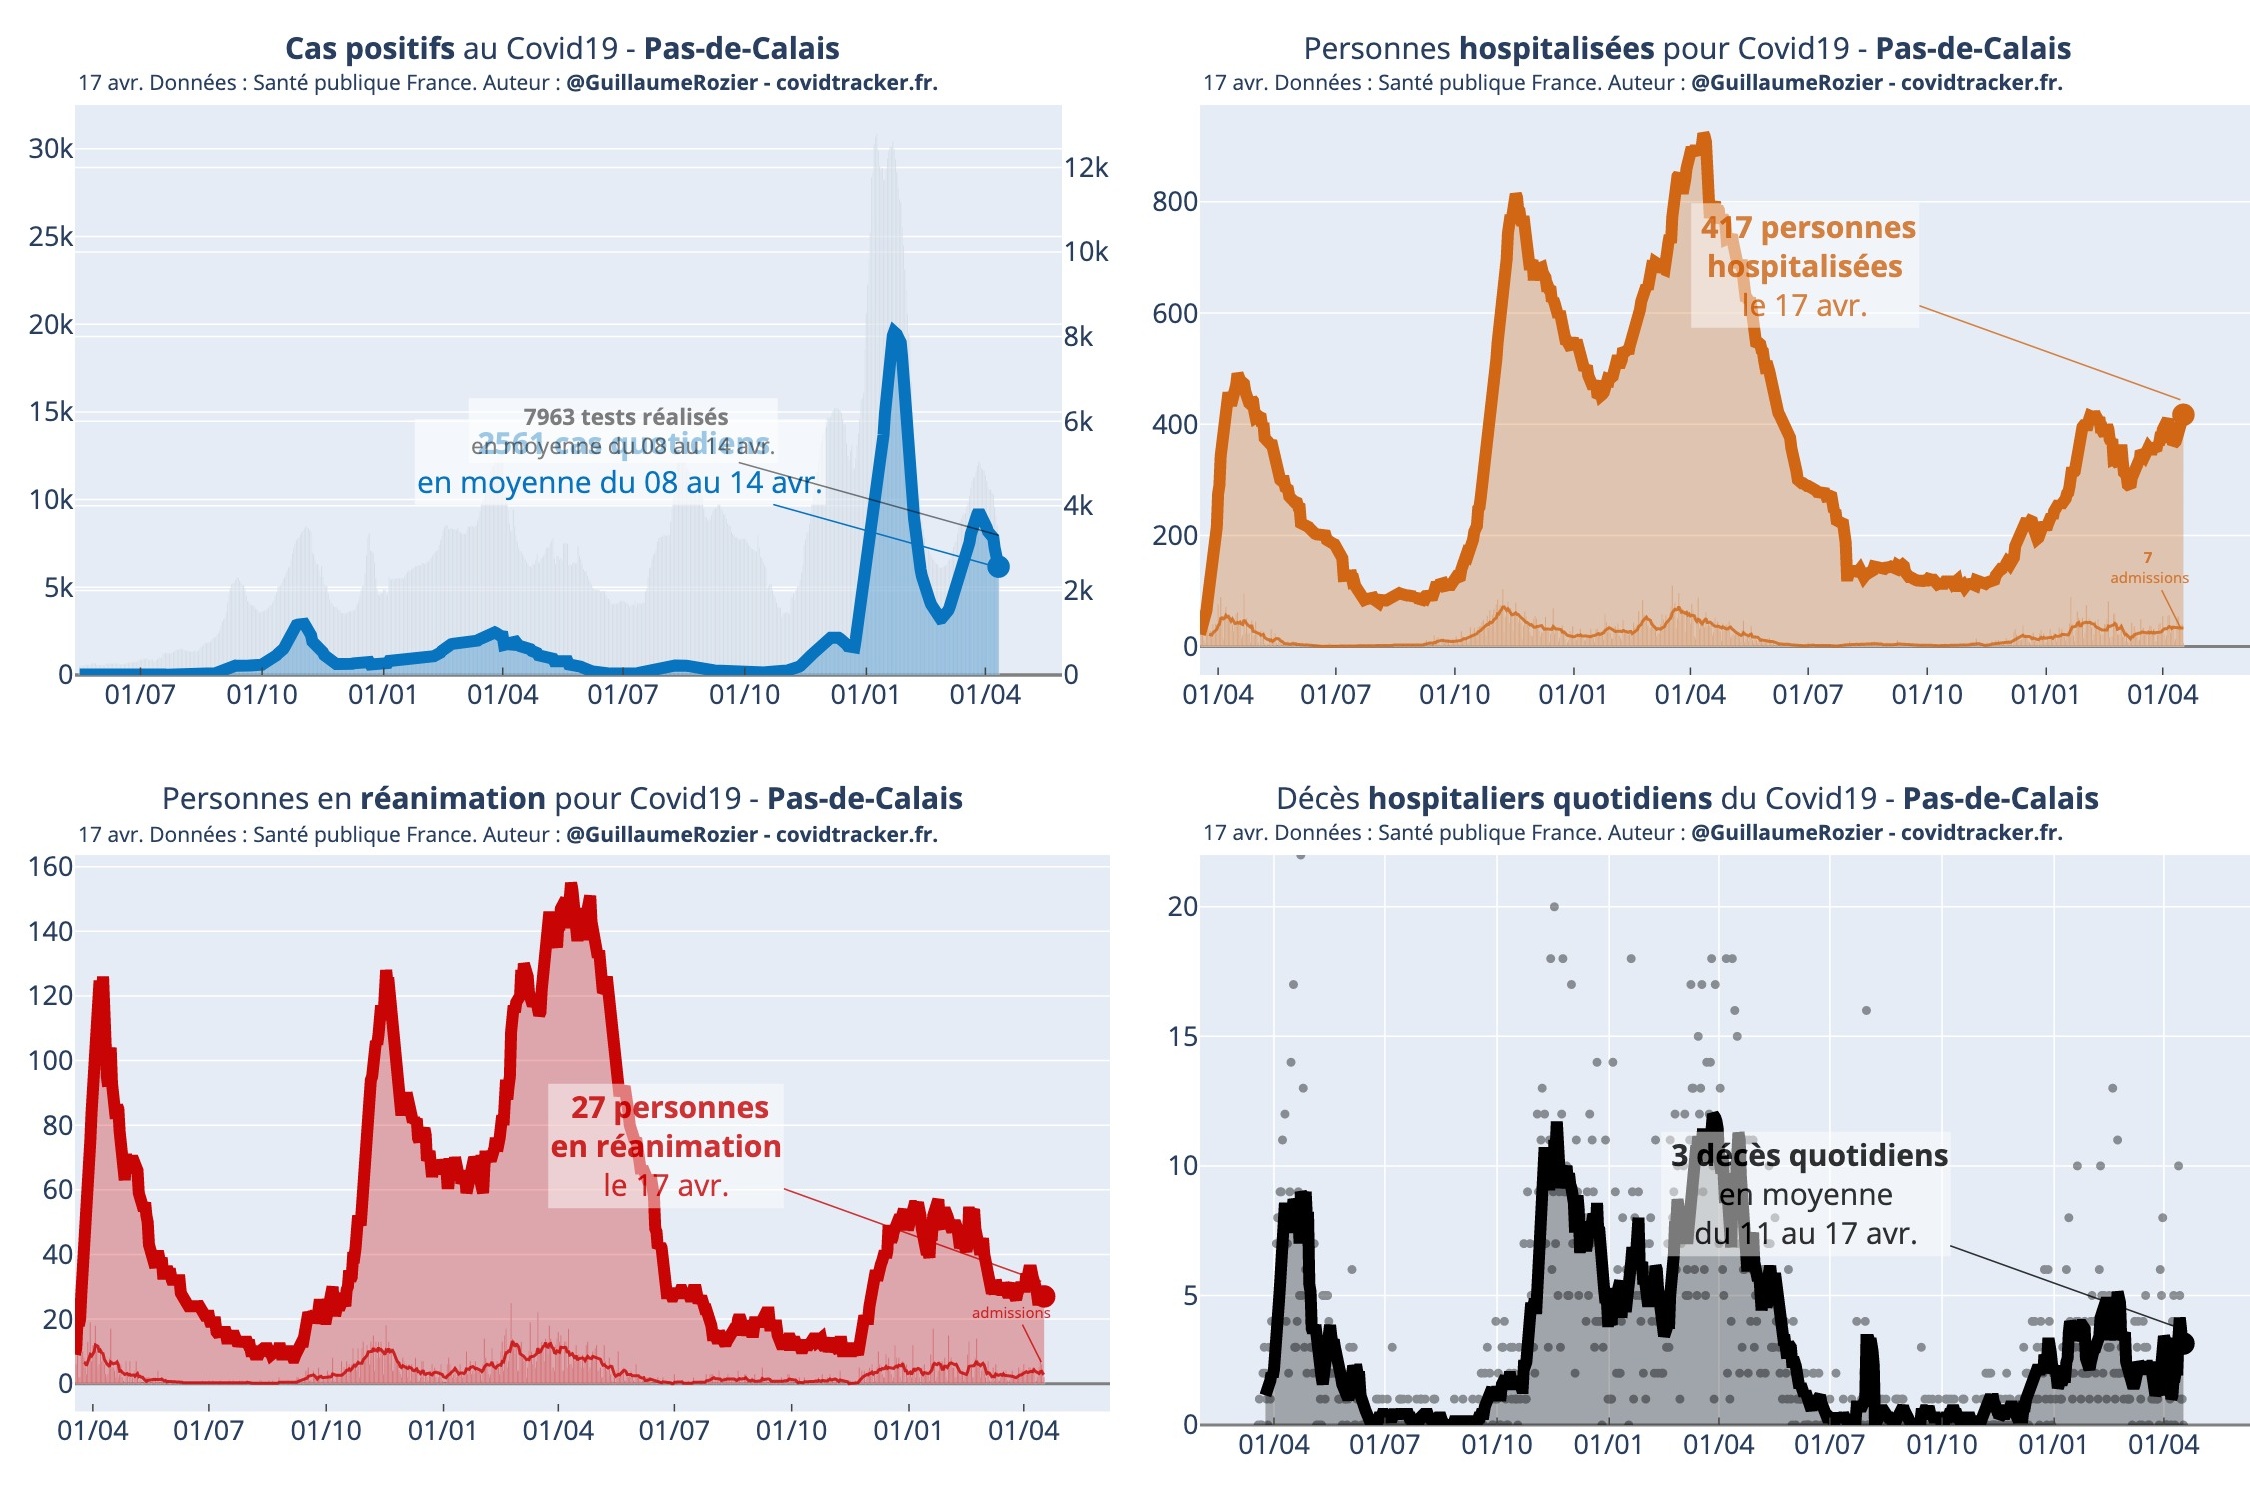 Cas positifs au Covid19 - Pas-de-Calais
17 avr. Données : Santé publique France. Auteur : @GuillaumeRozier - covidtracker.fr.
30k
25k
20k
15k
10k
5k
0
12k
10k
8k
6k
4k
2k
0
7963 tests réalisés
en moyenne du 08 au 14 avr.
2561 cas quotidiens
en moyenne du 08 au 14 avr.
01/07 01/10 01/01 01/04 01/07 01/10 01/01 01/04
Personnes hospitalisées pour Covid19 - Pas-de-Calais
17 avr. Données : Santé publique France. Auteur : @GuillaumeRozier - covidtracker.fr.
800
600
400
200
0
417 personnes
hospitalisées
le 17 avr.
7
admissions
01/04 01/07 01/10 01/01 01/04 01/07 01/10 01/01 01/04
Personnes en réanimation pour Covid19 - Pas-de-Calais
17 avr. Données : Santé publique France. Auteur : @GuillaumeRozier - covidtracker.fr.
160
140
120
100
80
60
40
20
0
27 personnes
en réanimation
le 17 avr.
admissions
01/04 01/07 01/10 01/01 01/04 01/07 01/10 01/01 01/04
Décès hospitaliers quotidiens du Covid19 - Pas-de-Calais
17 avr. Données : Santé publique France. Auteur : @GuillaumeRozier - covidtracker.fr.
20
15
10
5
0
3 décès quotidiens
en moyenne
du 11 au 17 avr.
01/04 01/07 01/10 01/01 01/04 01/07 01/10 01/01 01/04